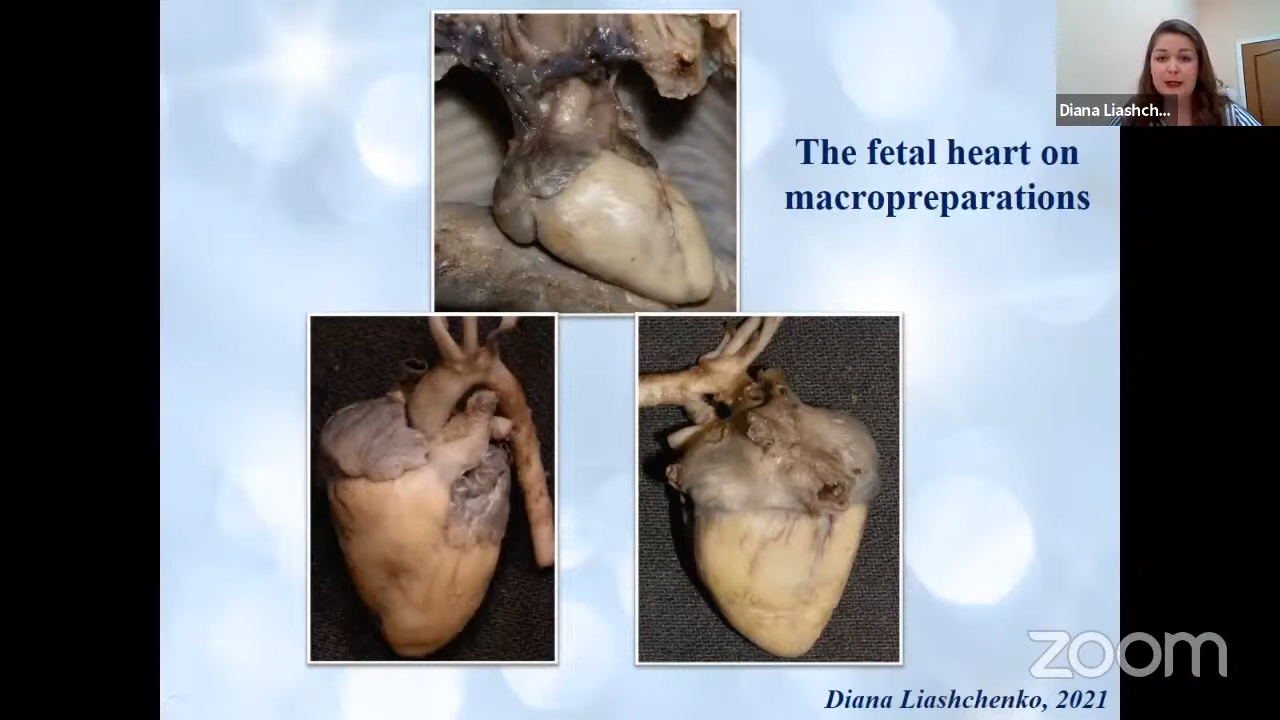 Diana Liashch...
The fetal heart on
macropreparations
zoom
Diana Liashchenko, 2021